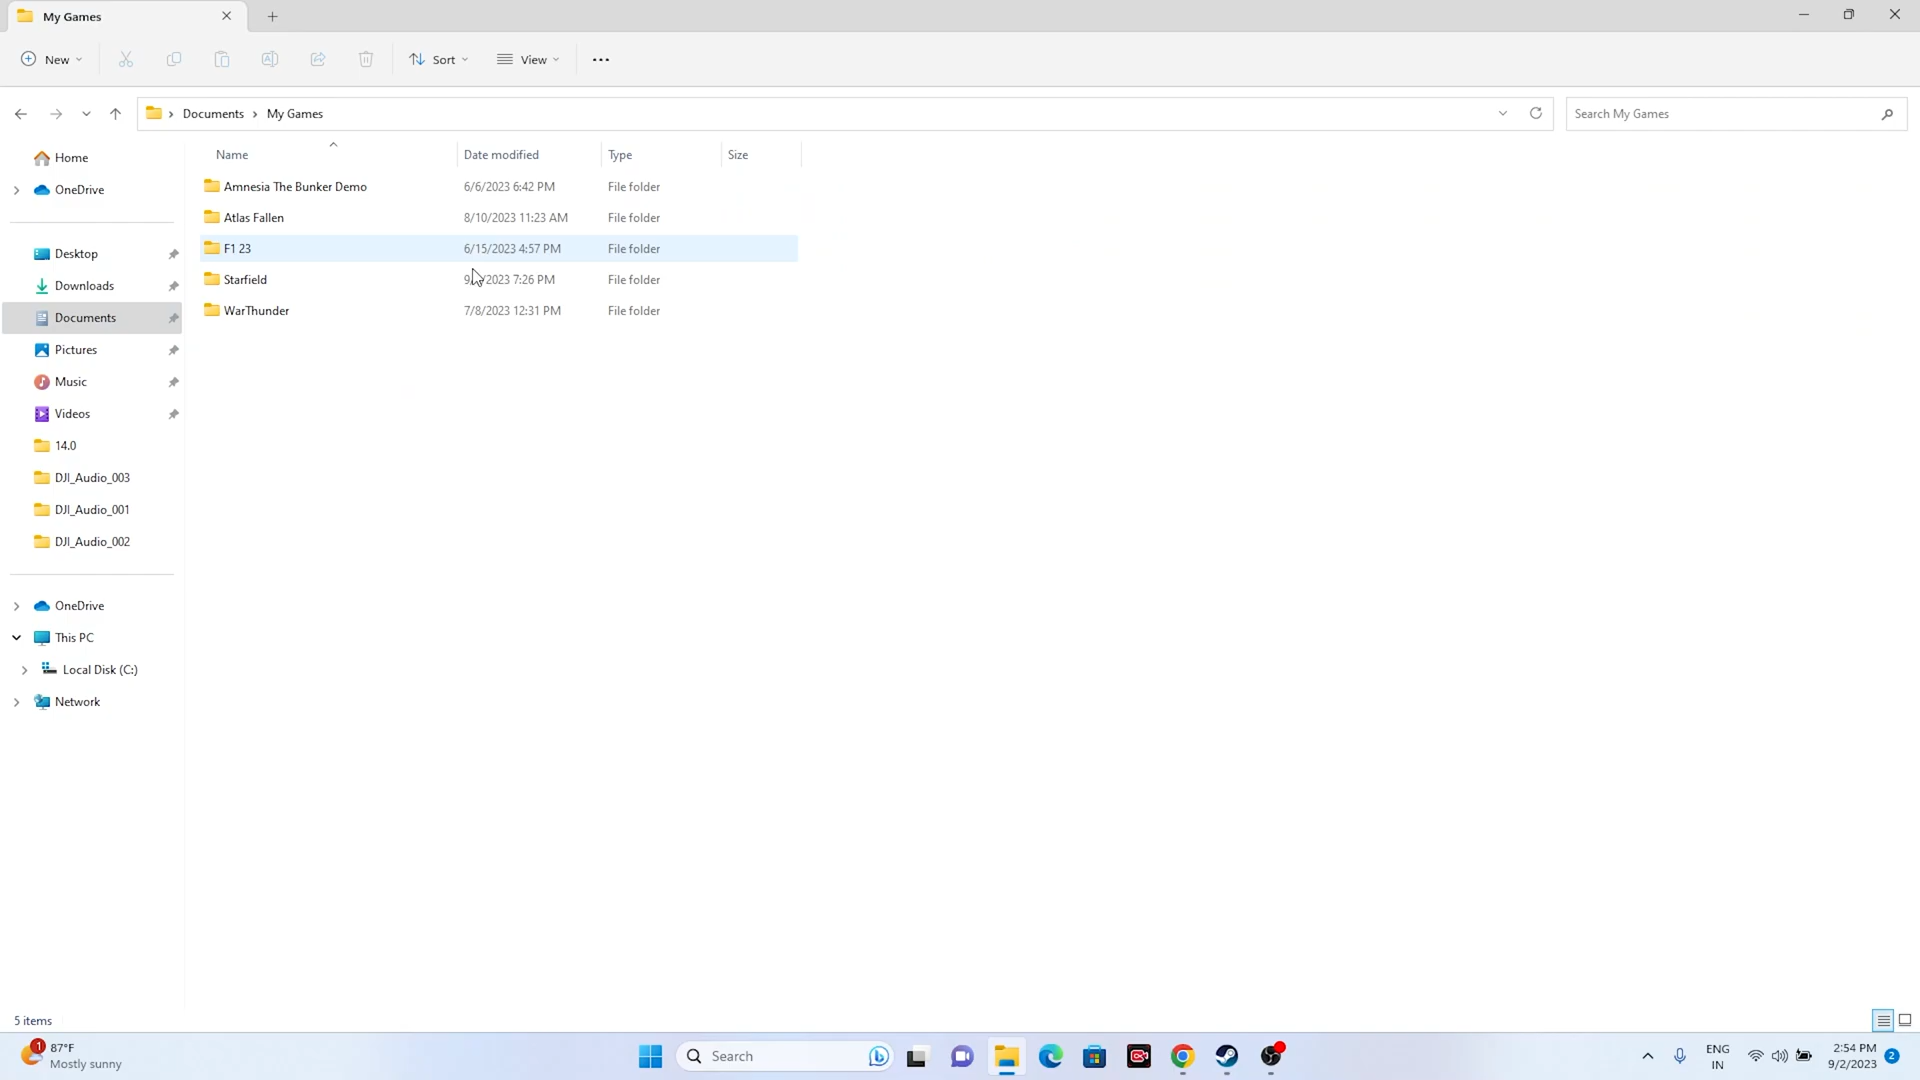 My Games
New
Sort
View
Documents
My Games
Search My Games
Name
Date modified
Type
Size
Amnesia The Bunker Demo
6/6/2023 6:42 PM
File folder
Atlas Fallen
8/10/2023 11:23 AM
File folder
F1 23
6/15/2023 4:57 PM
File folder
Starfield
2023 7:26 PM
File folder
WarThunder
7/8/2023 12:31 PM
File folder
Home
OneDrive
Desktop
Downloads
Documents
Pictures
Music
Videos
14.0
DJI_Audio_003
DJI_Audio_001
DJI_Audio_002
OneDrive
This PC
Local Disk (C:)
Network
5 items
1
87°F
Mostly sunny
Search
ENG
IN
2:54 PM
9/2/2023
2